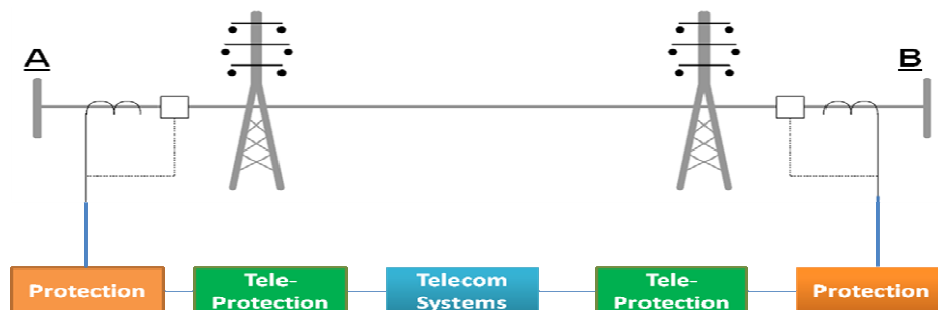 A
B
Protection
Tele-
Protection
Telecom
Systems
Tele-
Protection
Protection